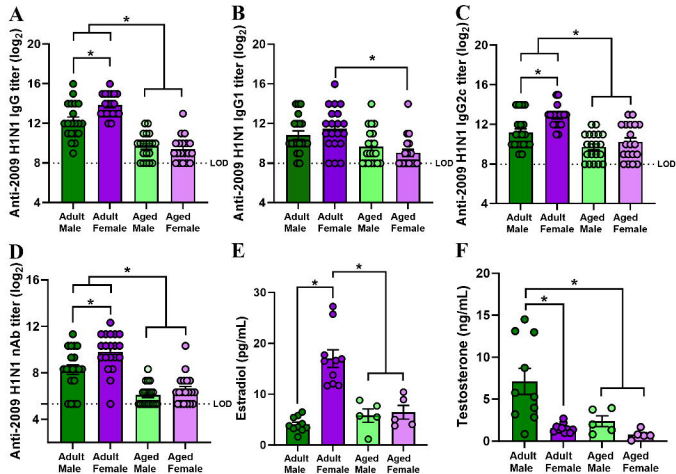 A
Anti-2009 H1N1 IgG titer (log2)
20
16
12
8
4
*
*
LOD
Adult Male
Adult Female
Aged Male
Aged Female
B
Anti-2009 H1N1 IgG1 titer (log2)
20
16
12
8
4
*
LOD
Adult Male
Adult Female
Aged Male
Aged Female
C
Anti-2009 H1N1 IgG2c titer (log2)
20
16
12
8
4
*
*
LOD
Adult Male
Adult Female
Aged Male
Aged Female
D
Anti-2009 H1N1 nAb titer (log2)
16
12
8
4
*
*
LOD
Adult Male
Adult Female
Aged Male
Aged Female
E
Estradiol (pg/mL)
30
20
10
0
*
*
Adult Male
Adult Female
Aged Male
Aged Female
F
Testosterone (ng/mL)
20
15
10
5
0
*
*
Adult Male
Adult Female
Aged Male
Aged Female